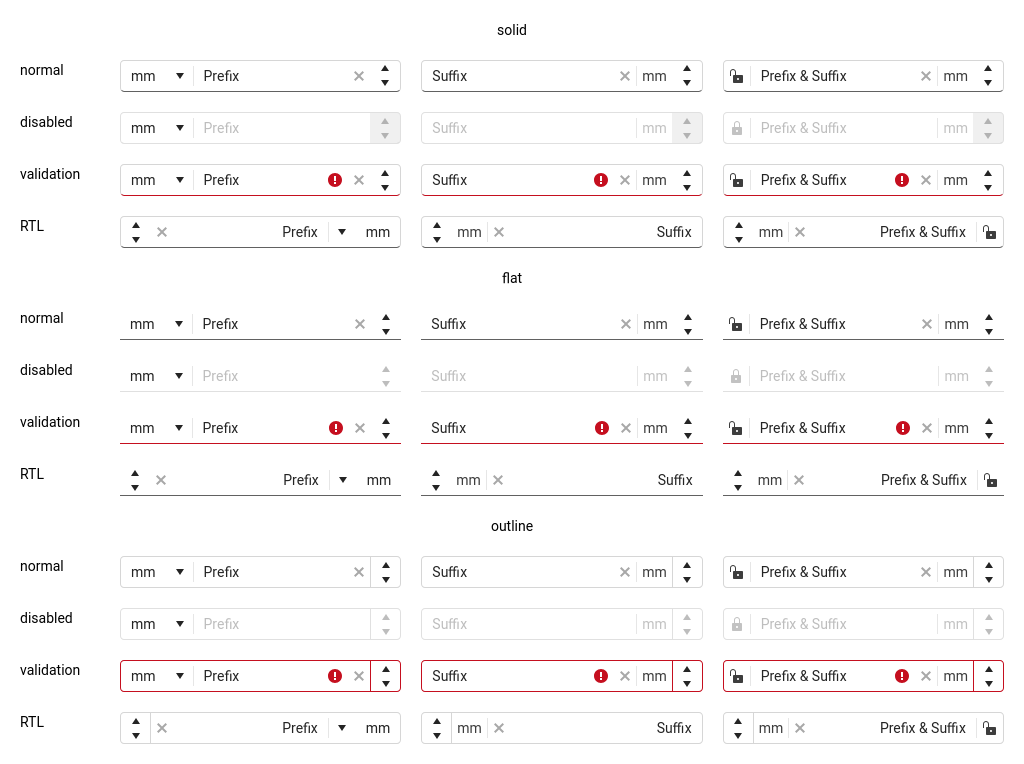 solid
normal mm Prefix Suffix mm Prefix & Suffix mm
disabled mm Prefix Suffix mm Prefix & Suffix mm
validation mm Prefix Suffix mm Prefix & Suffix mm
RTL Prefix mm mm Suffix mm Prefix & Suffix
flat
normal mm Prefix Suffix mm Prefix & Suffix mm
disabled mm Prefix Suffix mm Prefix & Suffix mm
validation mm Prefix Suffix mm Prefix & Suffix mm
RTL Prefix mm mm Suffix mm Prefix & Suffix
outline
normal mm Prefix Suffix mm Prefix & Suffix mm
disabled mm Prefix Suffix mm Prefix & Suffix mm
validation mm Prefix Suffix mm Prefix & Suffix mm
RTL Prefix mm mm Suffix mm Prefix & Suffix